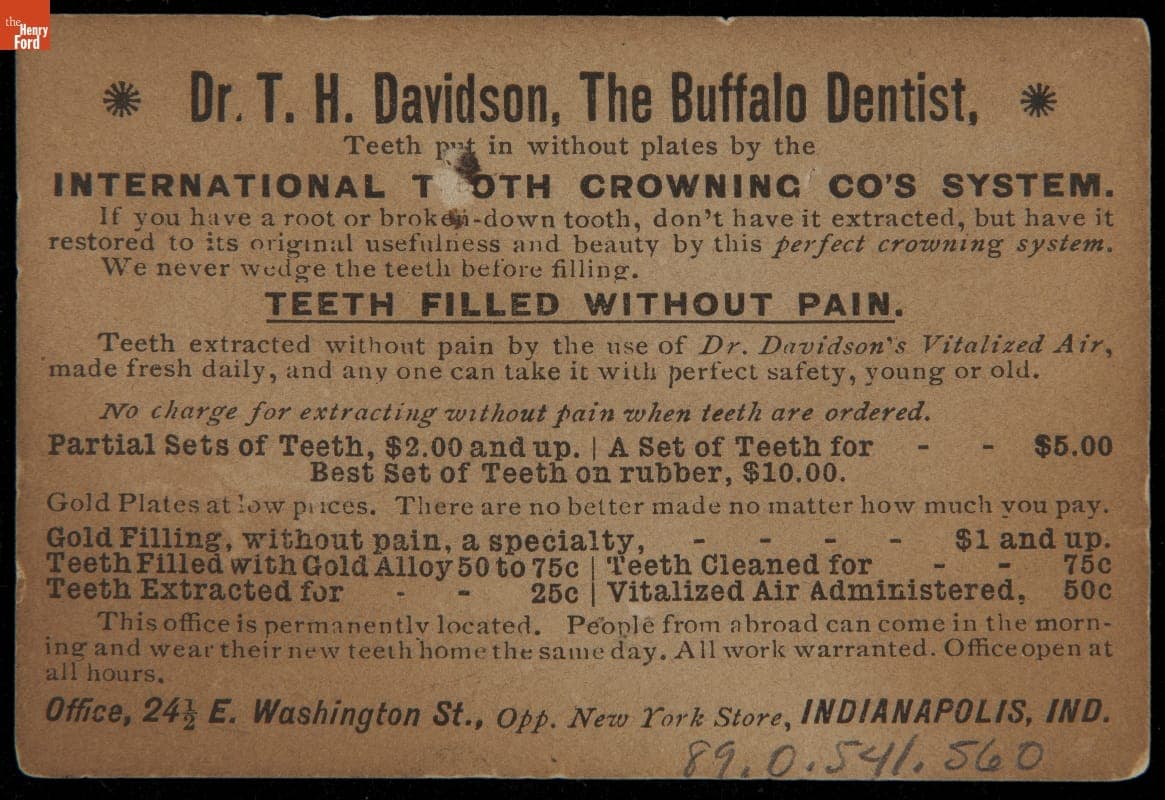 the
Henry
Ford
Dr. T. H. Davidson, The Buffalo Dentist,
Teeth put in without plates by the
INTERNATIONAL TOOTH CROWNING CO'S SYSTEM.
If you have a root or broken-down tooth, don't have it extracted, but have it
restored to its original usefulness and beauty by this perfect crowning system.
We never wedge the teeth before filling.
TEETH FILLED WITHOUT PAIN.
Teeth extracted without pain by the use of Dr. Davidson's Vitalized Air,
made fresh daily, and any one can take it with perfect safety, young or old.
No charge for extracting without pain when teeth are ordered.
Partial Sets of Teeth, $2.00 and up. | A Set of Teeth for - - $5.00
Best Set of Teeth on rubber, $10.00.
Gold Plates at low prices. There are no better made no matter how much you pay.
Gold Filling, without pain, a specialty, - - - - $1 and up.
Teeth Filled with Gold Alloy 50 to 75c | Teeth Cleaned for - - 75c
Teeth Extracted for - - 25c | Vitalized Air Administered, 50c
This office is permanently located. People from abroad can come in the morn-
ing and wear their new teeth home the same day. All work warranted. Office open at
all hours.
Office, 24½ E. Washington St., Opp. New York Store, INDIANAPOLIS, IND.
89.0.541.560